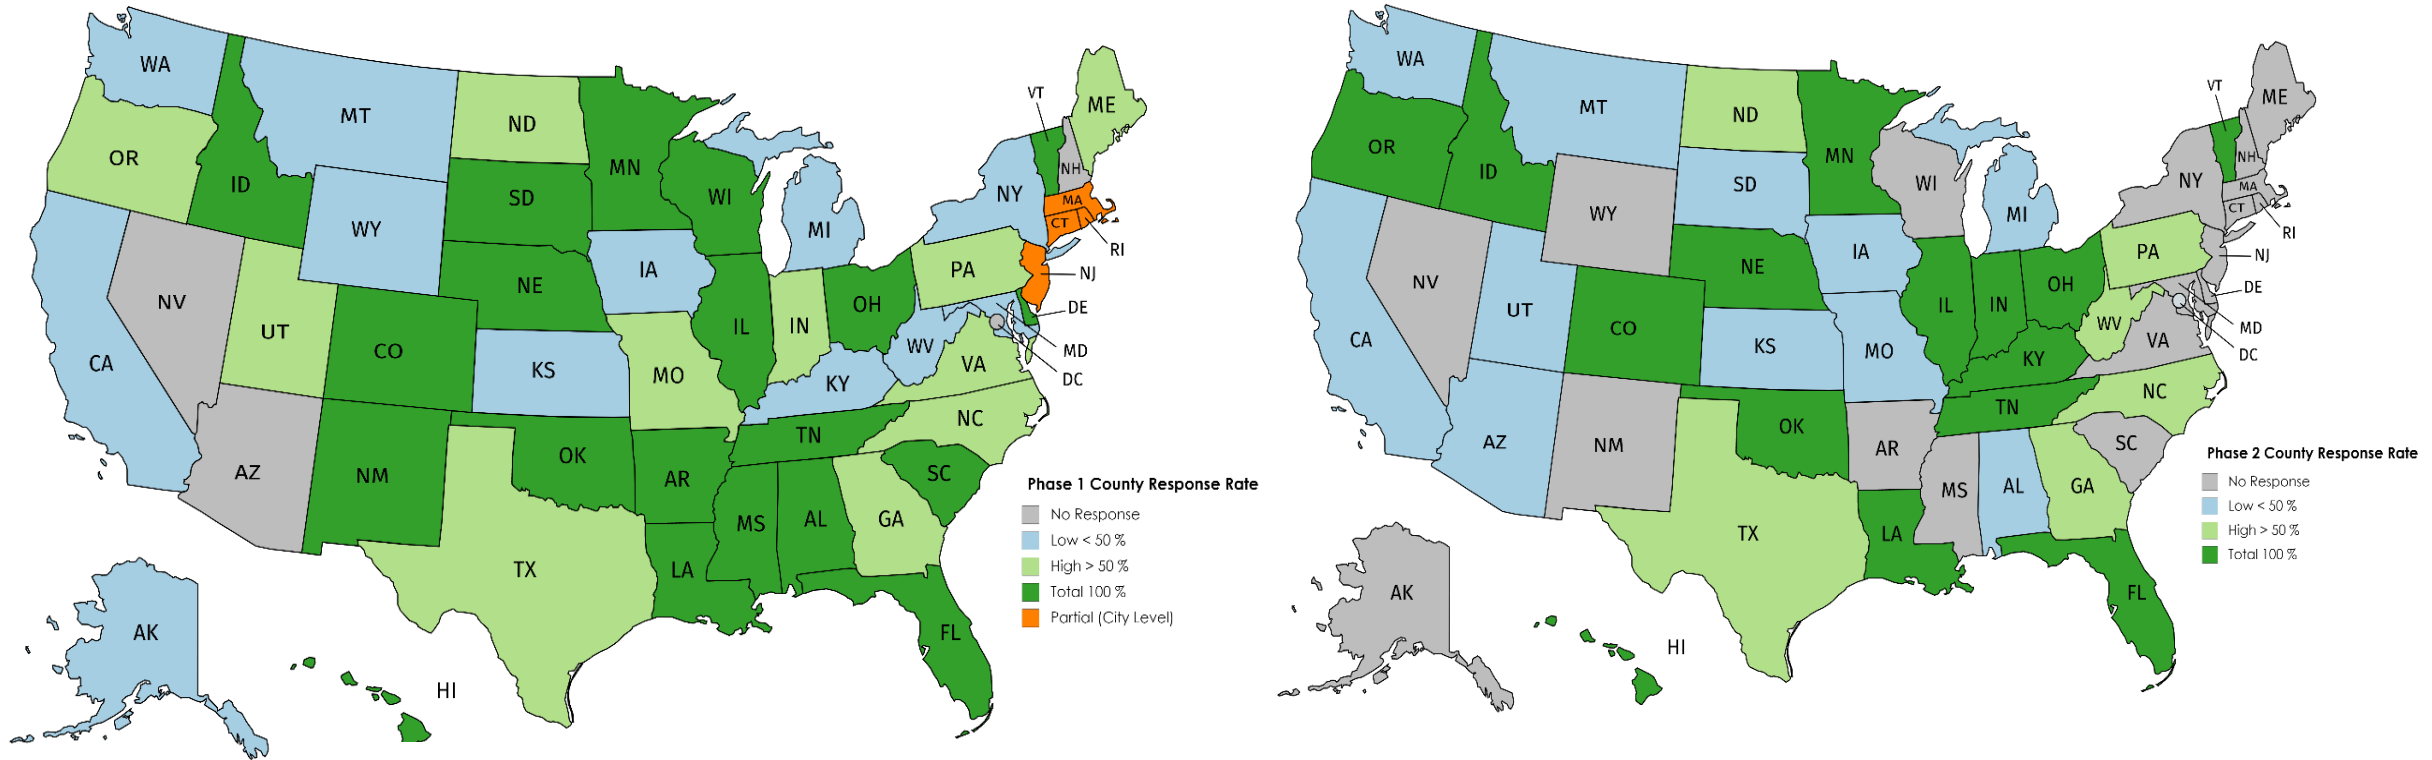 WA
MT
ND
MN
VT
ME
OR
ID
SD
WI
NY
NH
MA
CT
RI
WY
MI
NJ
IA
PA
NE
OH
DE
NV
UT
CO
IL
IN
WV
MD
CA
KS
MO
KY
VA
DC
NC
AZ
NM
OK
TN
AR
SC
MS
AL
GA
TX
LA
FL
AK
HI
Phase 1 County Response Rate
No Response
Low < 50 %
High > 50 %
Total 100 %
Partial (City Level)
WA
MT
ND
MN
VT
ME
OR
ID
SD
WI
NY
NH
MA
CT
RI
WY
MI
NJ
IA
PA
NE
OH
DE
NV
UT
CO
IL
IN
WV
MD
CA
KS
MO
KY
VA
DC
NC
AZ
NM
OK
TN
AR
SC
MS
AL
GA
TX
LA
FL
AK
HI
Phase 2 County Response Rate
No Response
Low < 50 %
High > 50 %
Total 100 %